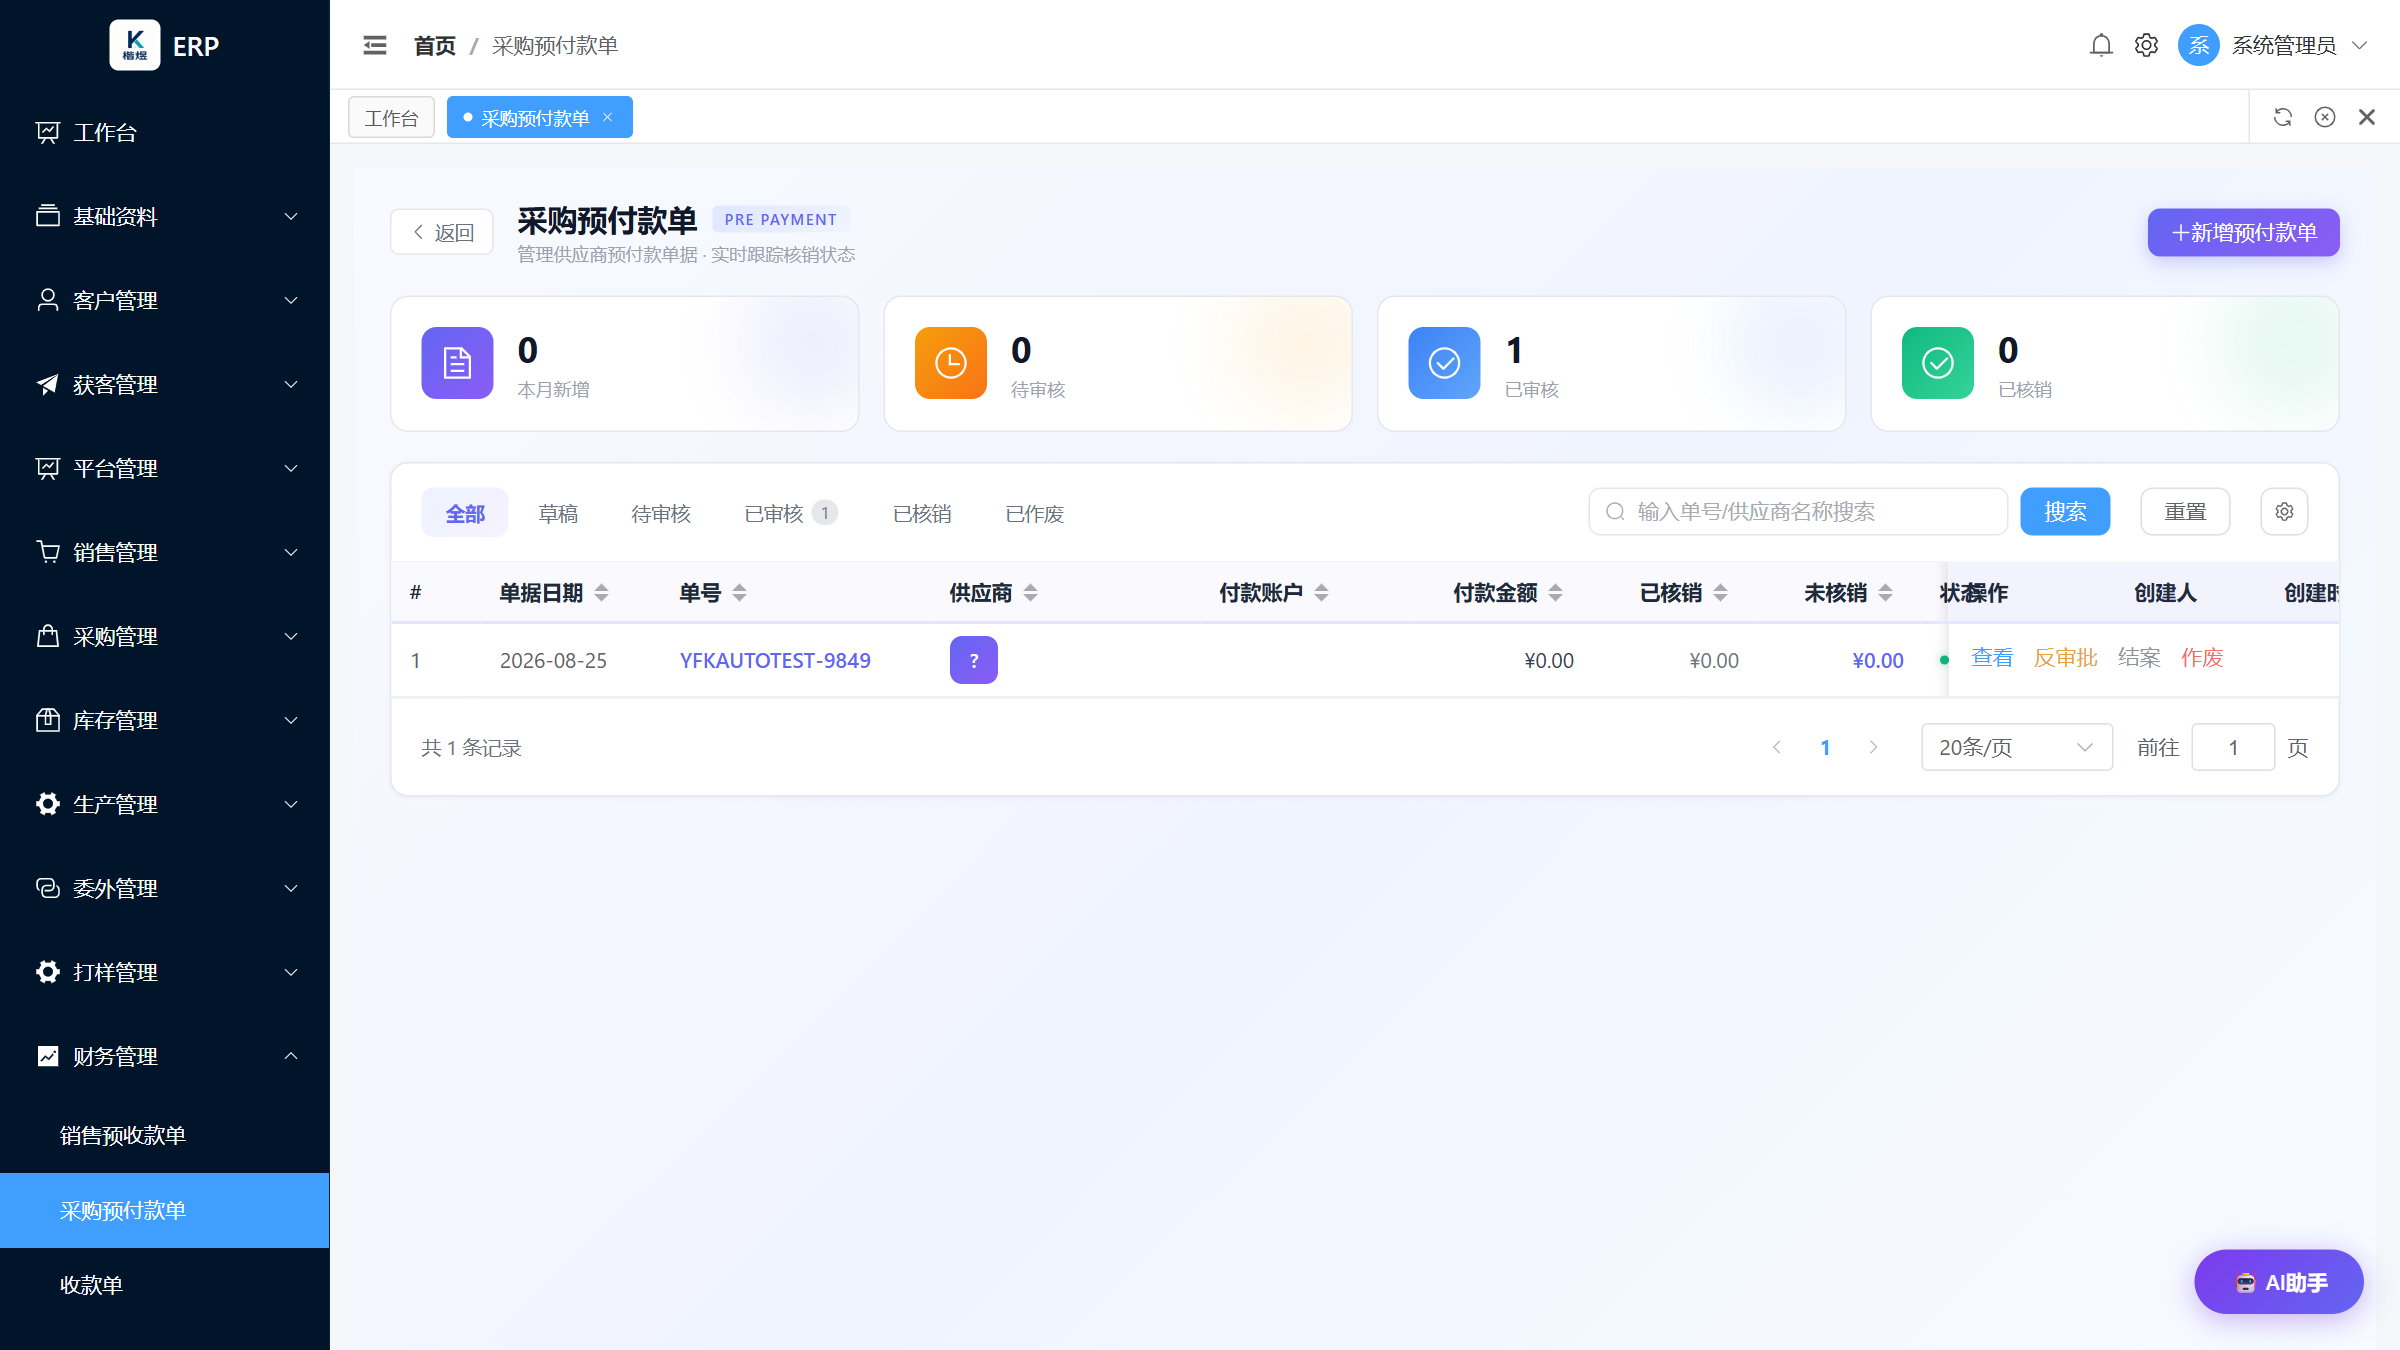 K
楷煜
ERP
工作台
基础资料
客户管理
获客管理
平台管理
销售管理
采购管理
库存管理
生产管理
委外管理
打样管理
财务管理
销售预收款单
采购预付款单
收款单
首页 / 采购预付款单
系 系统管理员
工作台
采购预付款单
返回
采购预付款单 PRE PAYMENT
管理供应商预付款单据 · 实时跟踪核销状态
+新增预付款单
0
本月新增
0
待审核
1
已审核
0
已核销
全部 草稿 待审核 已审核 1 已核销 已作废
输入单号/供应商名称搜索
搜索
重置
# 单据日期 单号 供应商 付款账户 付款金额 已核销 未核销 操作 创建人
1 2026-08-25 YFKAUTOTEST-9849 ? ¥0.00 ¥0.00 ¥0.00 查看 反审批 结案 作废
共 1 条记录
1
20条/页
前往 1 页
AI助手